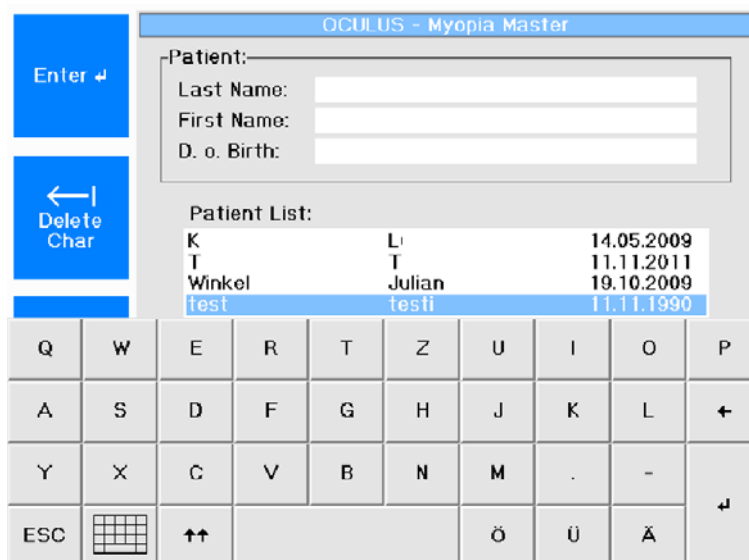 OCULUS - Myopia Master
Enter ↵
Patient:
Last Name:
First Name:
D. o. Birth:
Delete
Char
Patient List:
K 14.05.2009
T T 11.11.2011
Winkel Julian 19.10.2009
test testi 11.11.1990
Q W E R T Z U I O P
A S D F G H J K L ←
Y X C V B N M . -
ESC ↑↑ Ö Ü Ä ↵